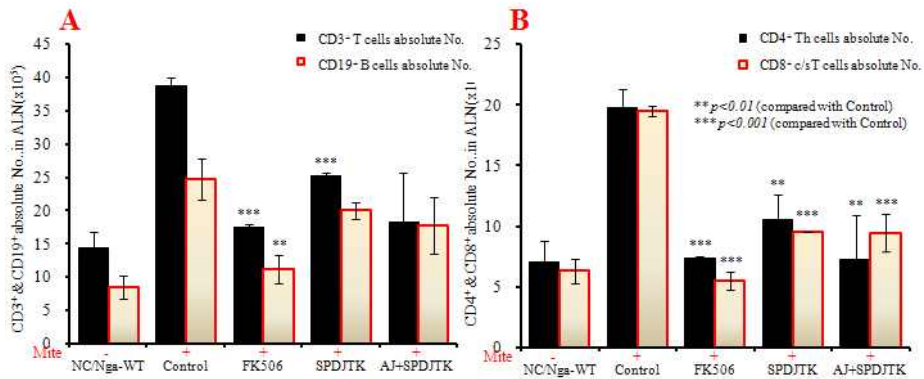 A
CD3+ & CD19+ absolute No..in ALN(x10⁵)
45
40
35
30
25
20
15
10
5
0
CD3- T cells absolute No.
CD19- B cells absolute No.
***
**
***
Mite - + + + +
NC/Nga-WT Control FK506 SPDJTK AJ+SPDJTK
B
CD4+ & CD8+ absolute No..in ALN(x1
25
20
15
10
5
0
CD4- Th cells absolute No.
CD8- c/sT cells absolute No.
** p<0.01 (compared with Control)
*** p<0.001 (compared with Control)
*** ***
** ***
** ***
Mite - + + + +
NC/Nga-WT Control FK506 SPDJTK AJ+SPDJTK